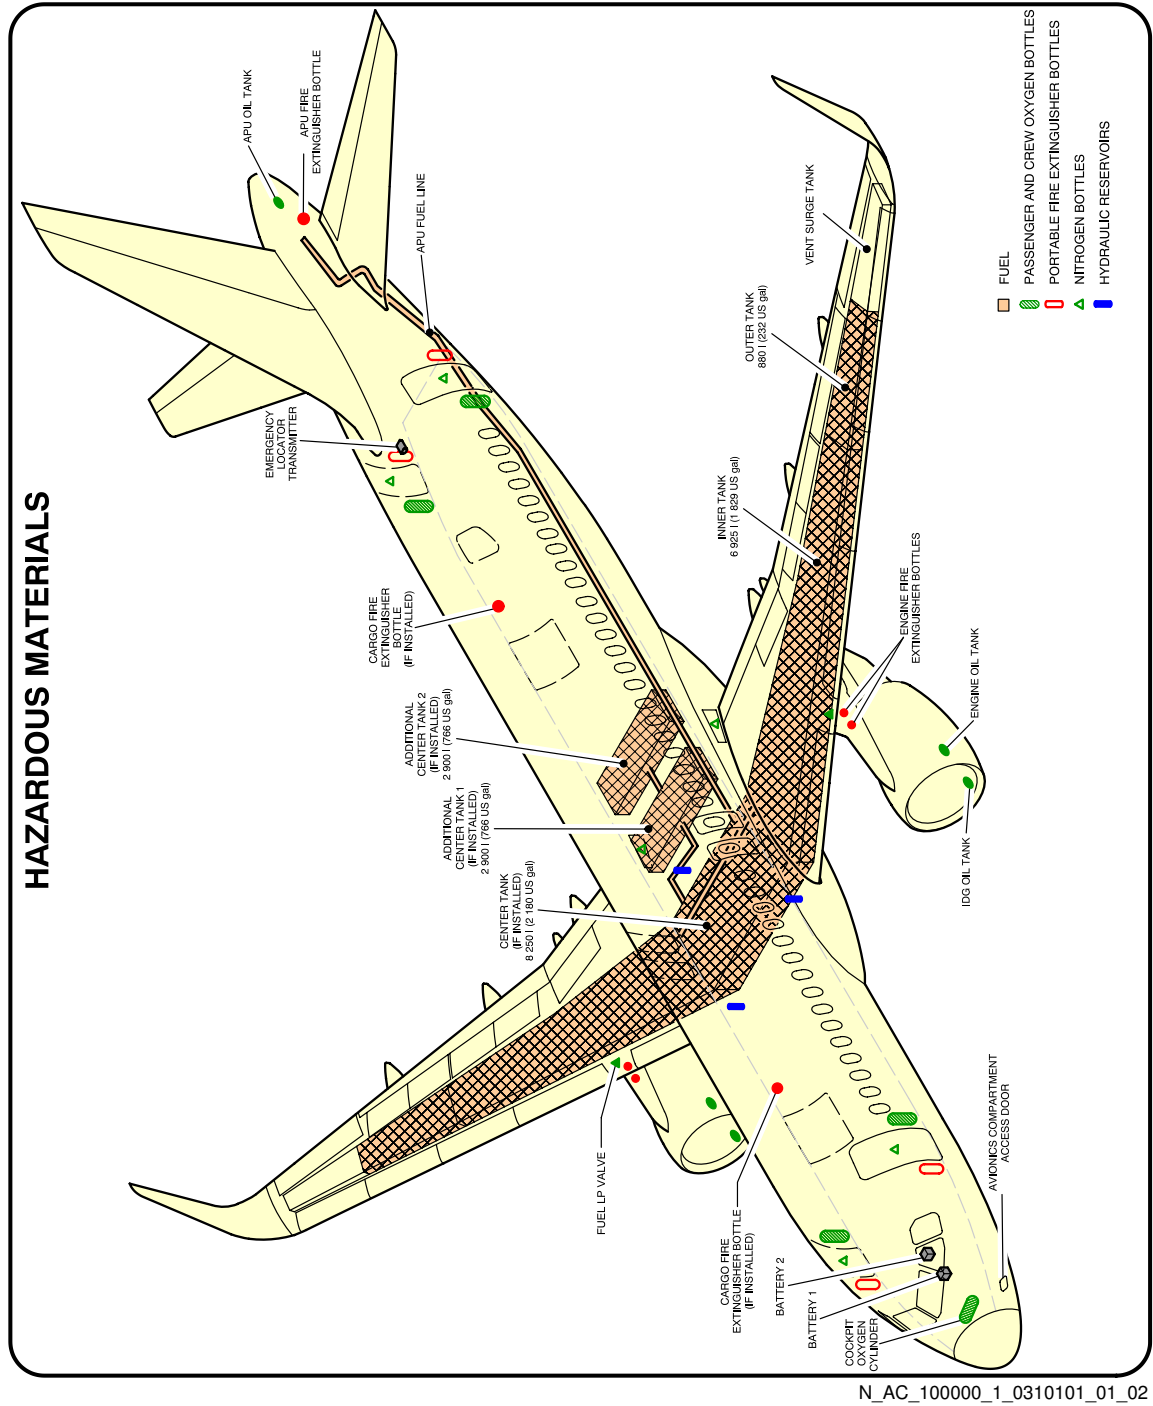 HAZARDOUS MATERIALS
APU OIL TANK
APU FIRE
EXTINGUISHER BOTTLE
APU FUEL LINE
EMERGENCY
LOCATOR
TRANSMITTER
CARGO FIRE
EXTINGUISHER
BOTTLE
(IF INSTALLED)
ADDITIONAL
CENTER TANK 2
(IF INSTALLED)
2 900 l (766 US gal)
ADDITIONAL
CENTER TANK 1
(IF INSTALLED)
2 900 l (766 US gal)
CENTER TANK
(IF INSTALLED)
8 250 l (2 180 US gal)
FUEL LP VALVE
CARGO FIRE
EXTINGUISHER BOTTLE
(IF INSTALLED)
BATTERY 2
BATTERY 1
COCKPIT
OXYGEN
CYLINDER
VENT SURGE TANK
OUTER TANK
880 l (232 US gal)
INNER TANK
6 925 l (1 829 US gal)
ENGINE FIRE
EXTINGUISHER BOTTLES
ENGINE OIL TANK
IDG OIL TANK
AVIONICS COMPARTMENT
ACCESS DOOR
FUEL
PASSENGER AND CREW OXYGEN BOTTLES
PORTABLE FIRE EXTINGUISHER BOTTLES
NITROGEN BOTTLES
HYDRAULIC RESERVOIRS
N_AC_100000_1_0310101_01_02